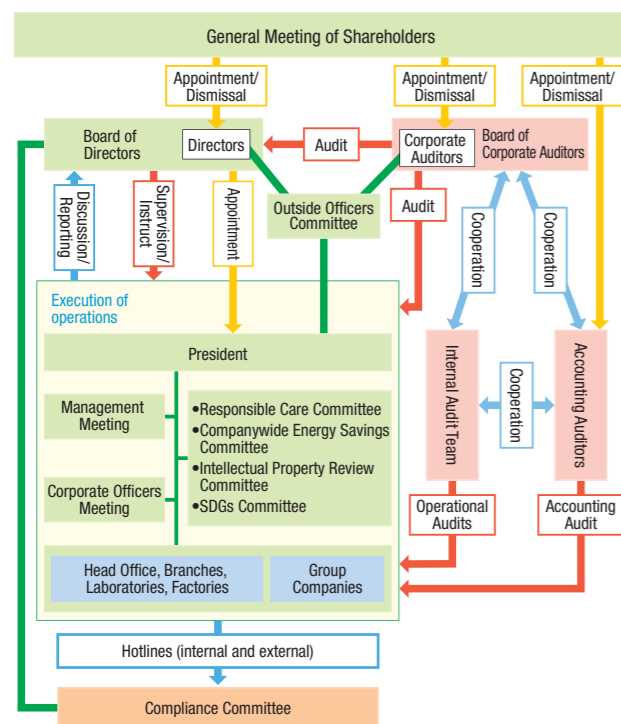 General Meeting of Shareholders
Appointment/
Dismissal
Appointment/
Dismissal
Appointment/
Dismissal
Board of
Directors
Directors
Audit
Corporate
Auditors
Board of
Corporate Auditors
Discussion/
Reporting
Supervision/
Instruct
Appointment
Outside Officers
Committee
Audit
Cooperation
Cooperation
Execution of
operations
President
Management
Meeting
Corporate Officers
Meeting
•Responsible Care Committee
•Companywide Energy Savings
Committee
•Intellectual Property Review
Committee
•SDGs Committee
Internal Audit Team
Cooperation
Accounting
Auditors
Operational
Audits
Accounting
Audit
Head Office, Branches,
Laboratories, Factories
Group
Companies
Hotlines (internal and external)
Compliance Committee